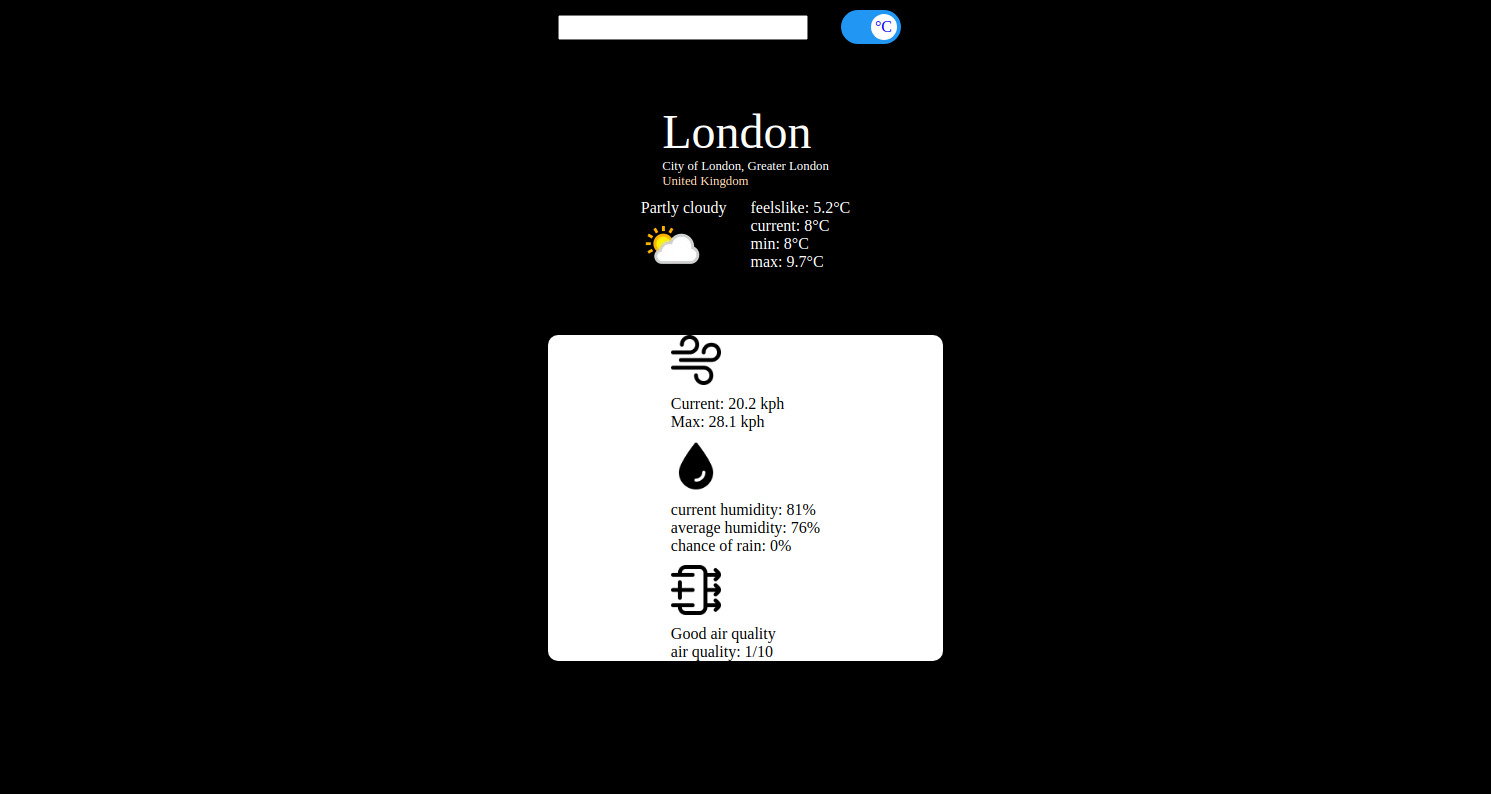 °C
London
City of London, Greater London
United Kingdom
Partly cloudy
feelslike: 5.2°C
current: 8°C
min: 8°C
max: 9.7°C
Current: 20.2 kph
Max: 28.1 kph
current humidity: 81%
average humidity: 76%
chance of rain: 0%
Good air quality
air quality: 1/10